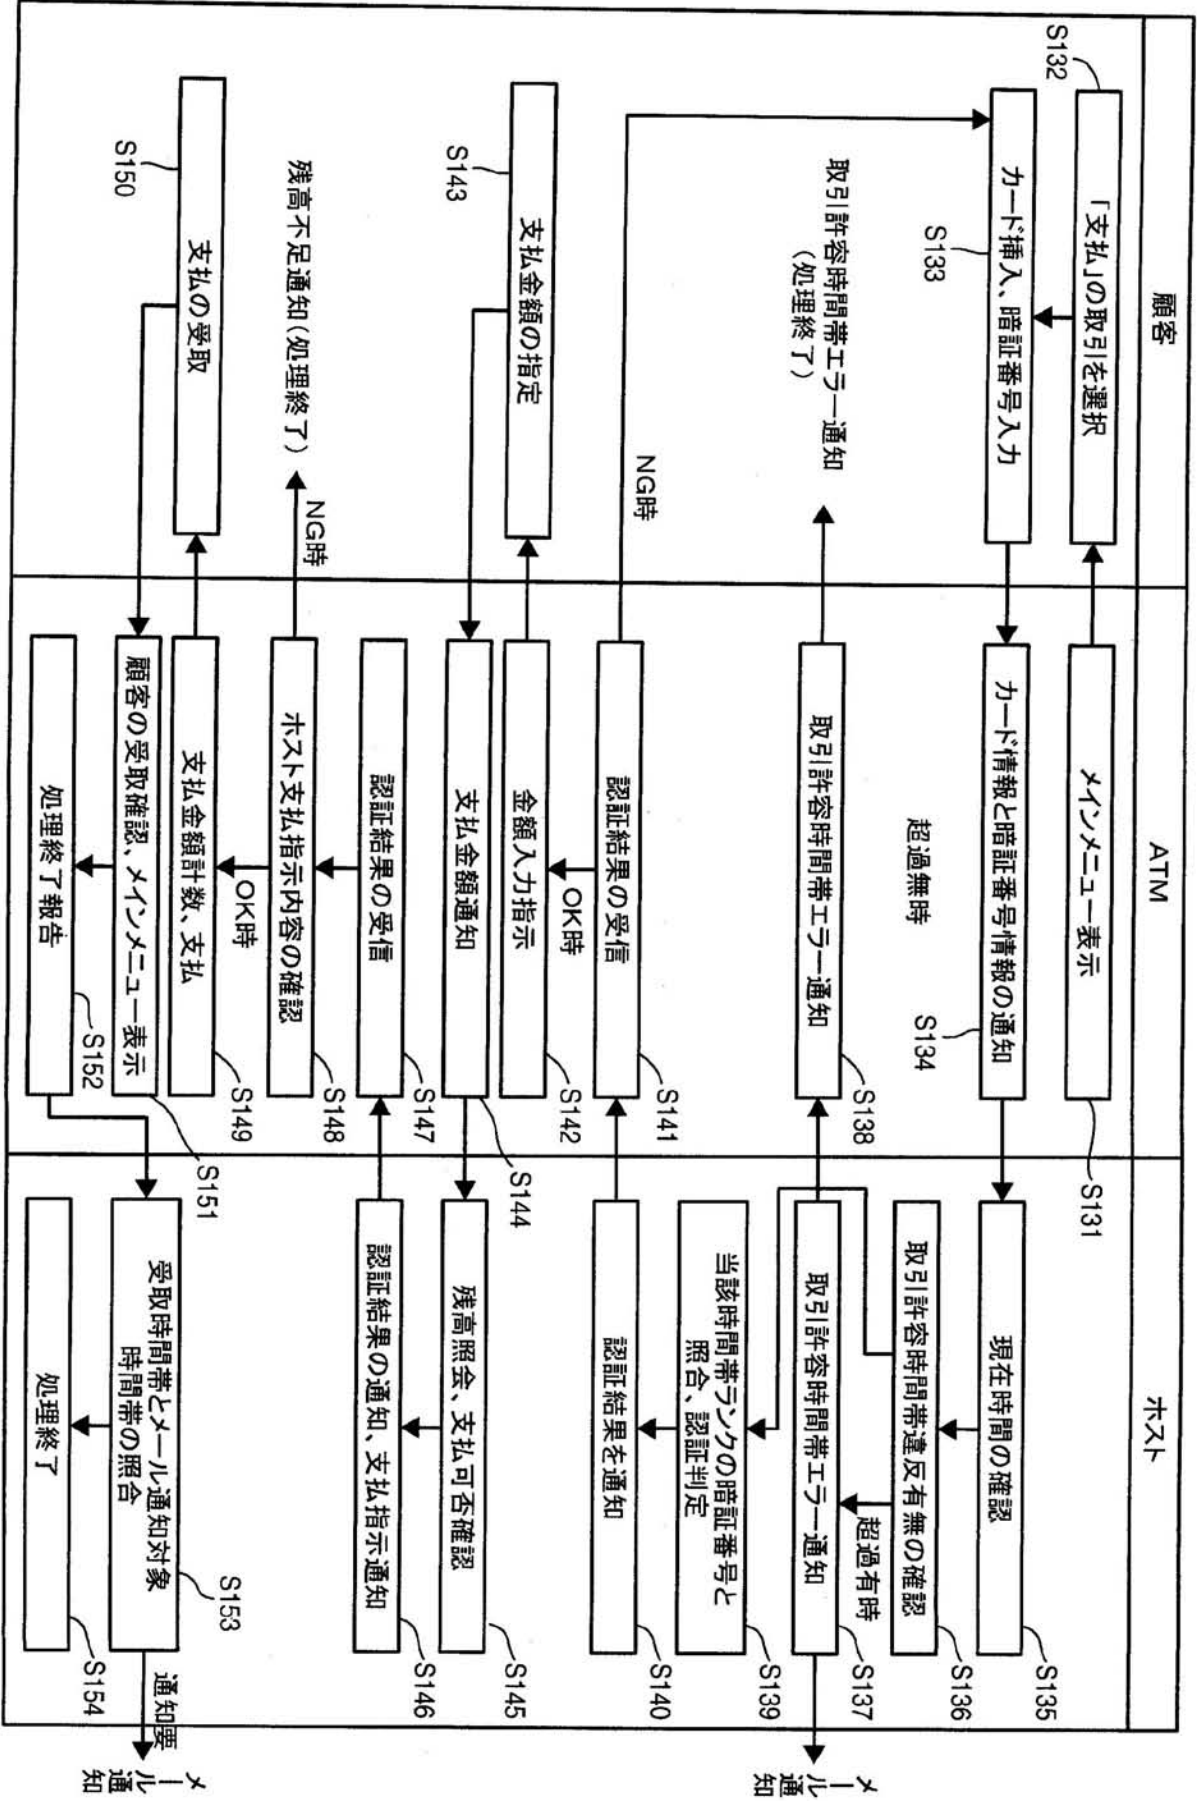 顧客
ATM
ホスト
メインメニュー表示
S131
「支払」の取引を選択
S132
カード挿入、暗証番号入力
S133
カード情報と暗証番号情報の通知
S134
現在時間の確認
S135
取引許容時間帯違反有無の確認
S136
超過無時
超過有時
取引許容時間帯エラー通知
S137
メール通知
取引許容時間帯エラー通知
S138
取引許容時間帯エラー通知
(処理終了)
当該時間帯ランクの暗証番号と
照合、認証判定
S139
認証結果を通知
S140
認証結果の受信
S141
NG時
OK時
金額入力指示
S142
支払金額の指定
S143
支払金額通知
S144
残高照会、支払可否確認
S145
認証結果の通知、支払指示通知
S146
認証結果の受信
S147
ホスト支払指示内容の確認
S148
NG時
残高不足通知(処理終了)
OK時
支払金額計数、支払
S149
支払の受取
S150
顧客の受取確認、メインメニュー表示
S151
処理終了報告
S152
受取時間帯とメール通知対象
時間帯の照合
S153
通知要
メール通知
処理終了
S154